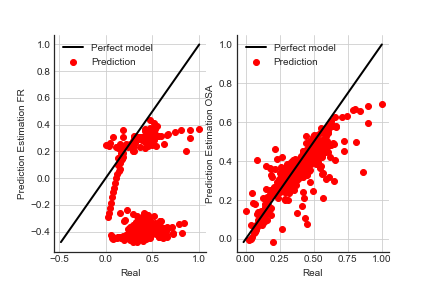 Perfect model
Prediction
Prediction Estimation FR
1.0
0.8
0.6
0.4
0.2
0.0
−0.2
−0.4
−0.5
0.0
0.5
1.0
Real
Perfect model
Prediction
Prediction Estimation OSA
1.0
0.8
0.6
0.4
0.2
0.0
0.00
0.25
0.50
0.75
1.00
Real